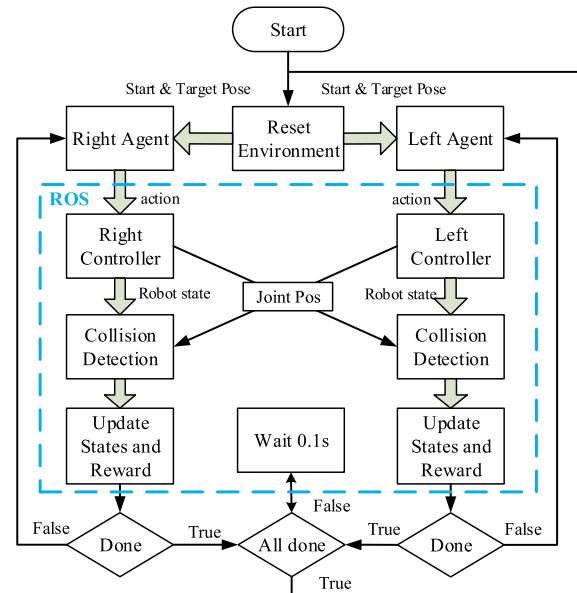 Start
Start & Target Pose
Start & Target Pose
Right Agent
Reset
Environment
Left Agent
ROS
action
action
Right
Controller
Left
Controller
Robot state
Joint Pos
Robot state
Collision
Detection
Collision
Detection
Update
States and
Reward
Wait 0.1s
Update
States and
Reward
False
Done
True
All done
False
True
Done
False
True